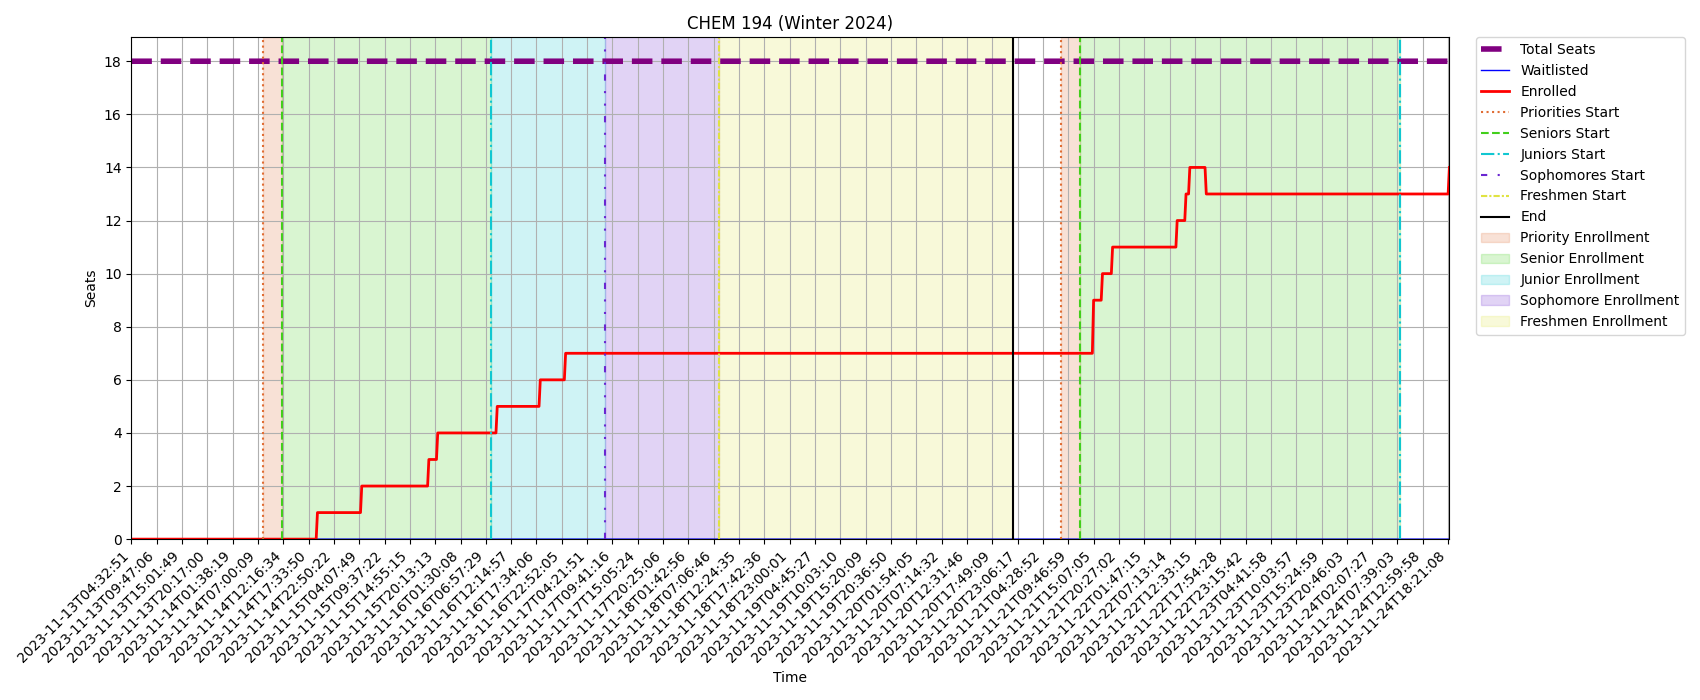 CHEM 194 (Winter 2024)
Seats
18
16
14
12
10
8
6
4
2
0
2023-11-13T04:32:51
2023-11-13T09:47:06
2023-11-13T15:01:49
2023-11-13T20:17:00
2023-11-14T01:38:19
2023-11-14T07:00:09
2023-11-14T12:16:34
2023-11-14T17:33:50
2023-11-14T22:50:22
2023-11-15T04:07:49
2023-11-15T09:37:22
2023-11-15T14:55:15
2023-11-15T20:13:13
2023-11-16T01:30:08
2023-11-16T06:57:29
2023-11-16T12:14:57
2023-11-16T17:34:06
2023-11-16T22:52:05
2023-11-17T04:21:51
2023-11-17T09:41:16
2023-11-17T15:05:24
2023-11-17T20:25:06
2023-11-18T01:42:56
2023-11-18T07:06:46
2023-11-18T12:24:35
2023-11-18T17:42:36
2023-11-18T23:00:01
2023-11-19T04:45:27
2023-11-19T10:03:10
2023-11-19T15:20:09
2023-11-19T20:36:50
2023-11-20T01:54:05
2023-11-20T07:14:32
2023-11-20T12:31:46
2023-11-20T17:49:09
2023-11-20T23:06:17
2023-11-21T04:28:52
2023-11-21T09:46:59
2023-11-21T15:07:05
2023-11-21T20:27:02
2023-11-22T01:47:15
2023-11-22T07:13:14
2023-11-22T12:33:15
2023-11-22T17:54:28
2023-11-22T23:15:42
2023-11-23T04:41:58
2023-11-23T10:03:57
2023-11-23T15:24:59
2023-11-23T20:46:03
2023-11-24T02:07:27
2023-11-24T07:39:03
2023-11-24T12:59:58
2023-11-24T18:21:08
Time
Total Seats
Waitlisted
Enrolled
Priorities Start
Seniors Start
Juniors Start
Sophomores Start
Freshmen Start
End
Priority Enrollment
Senior Enrollment
Junior Enrollment
Sophomore Enrollment
Freshmen Enrollment